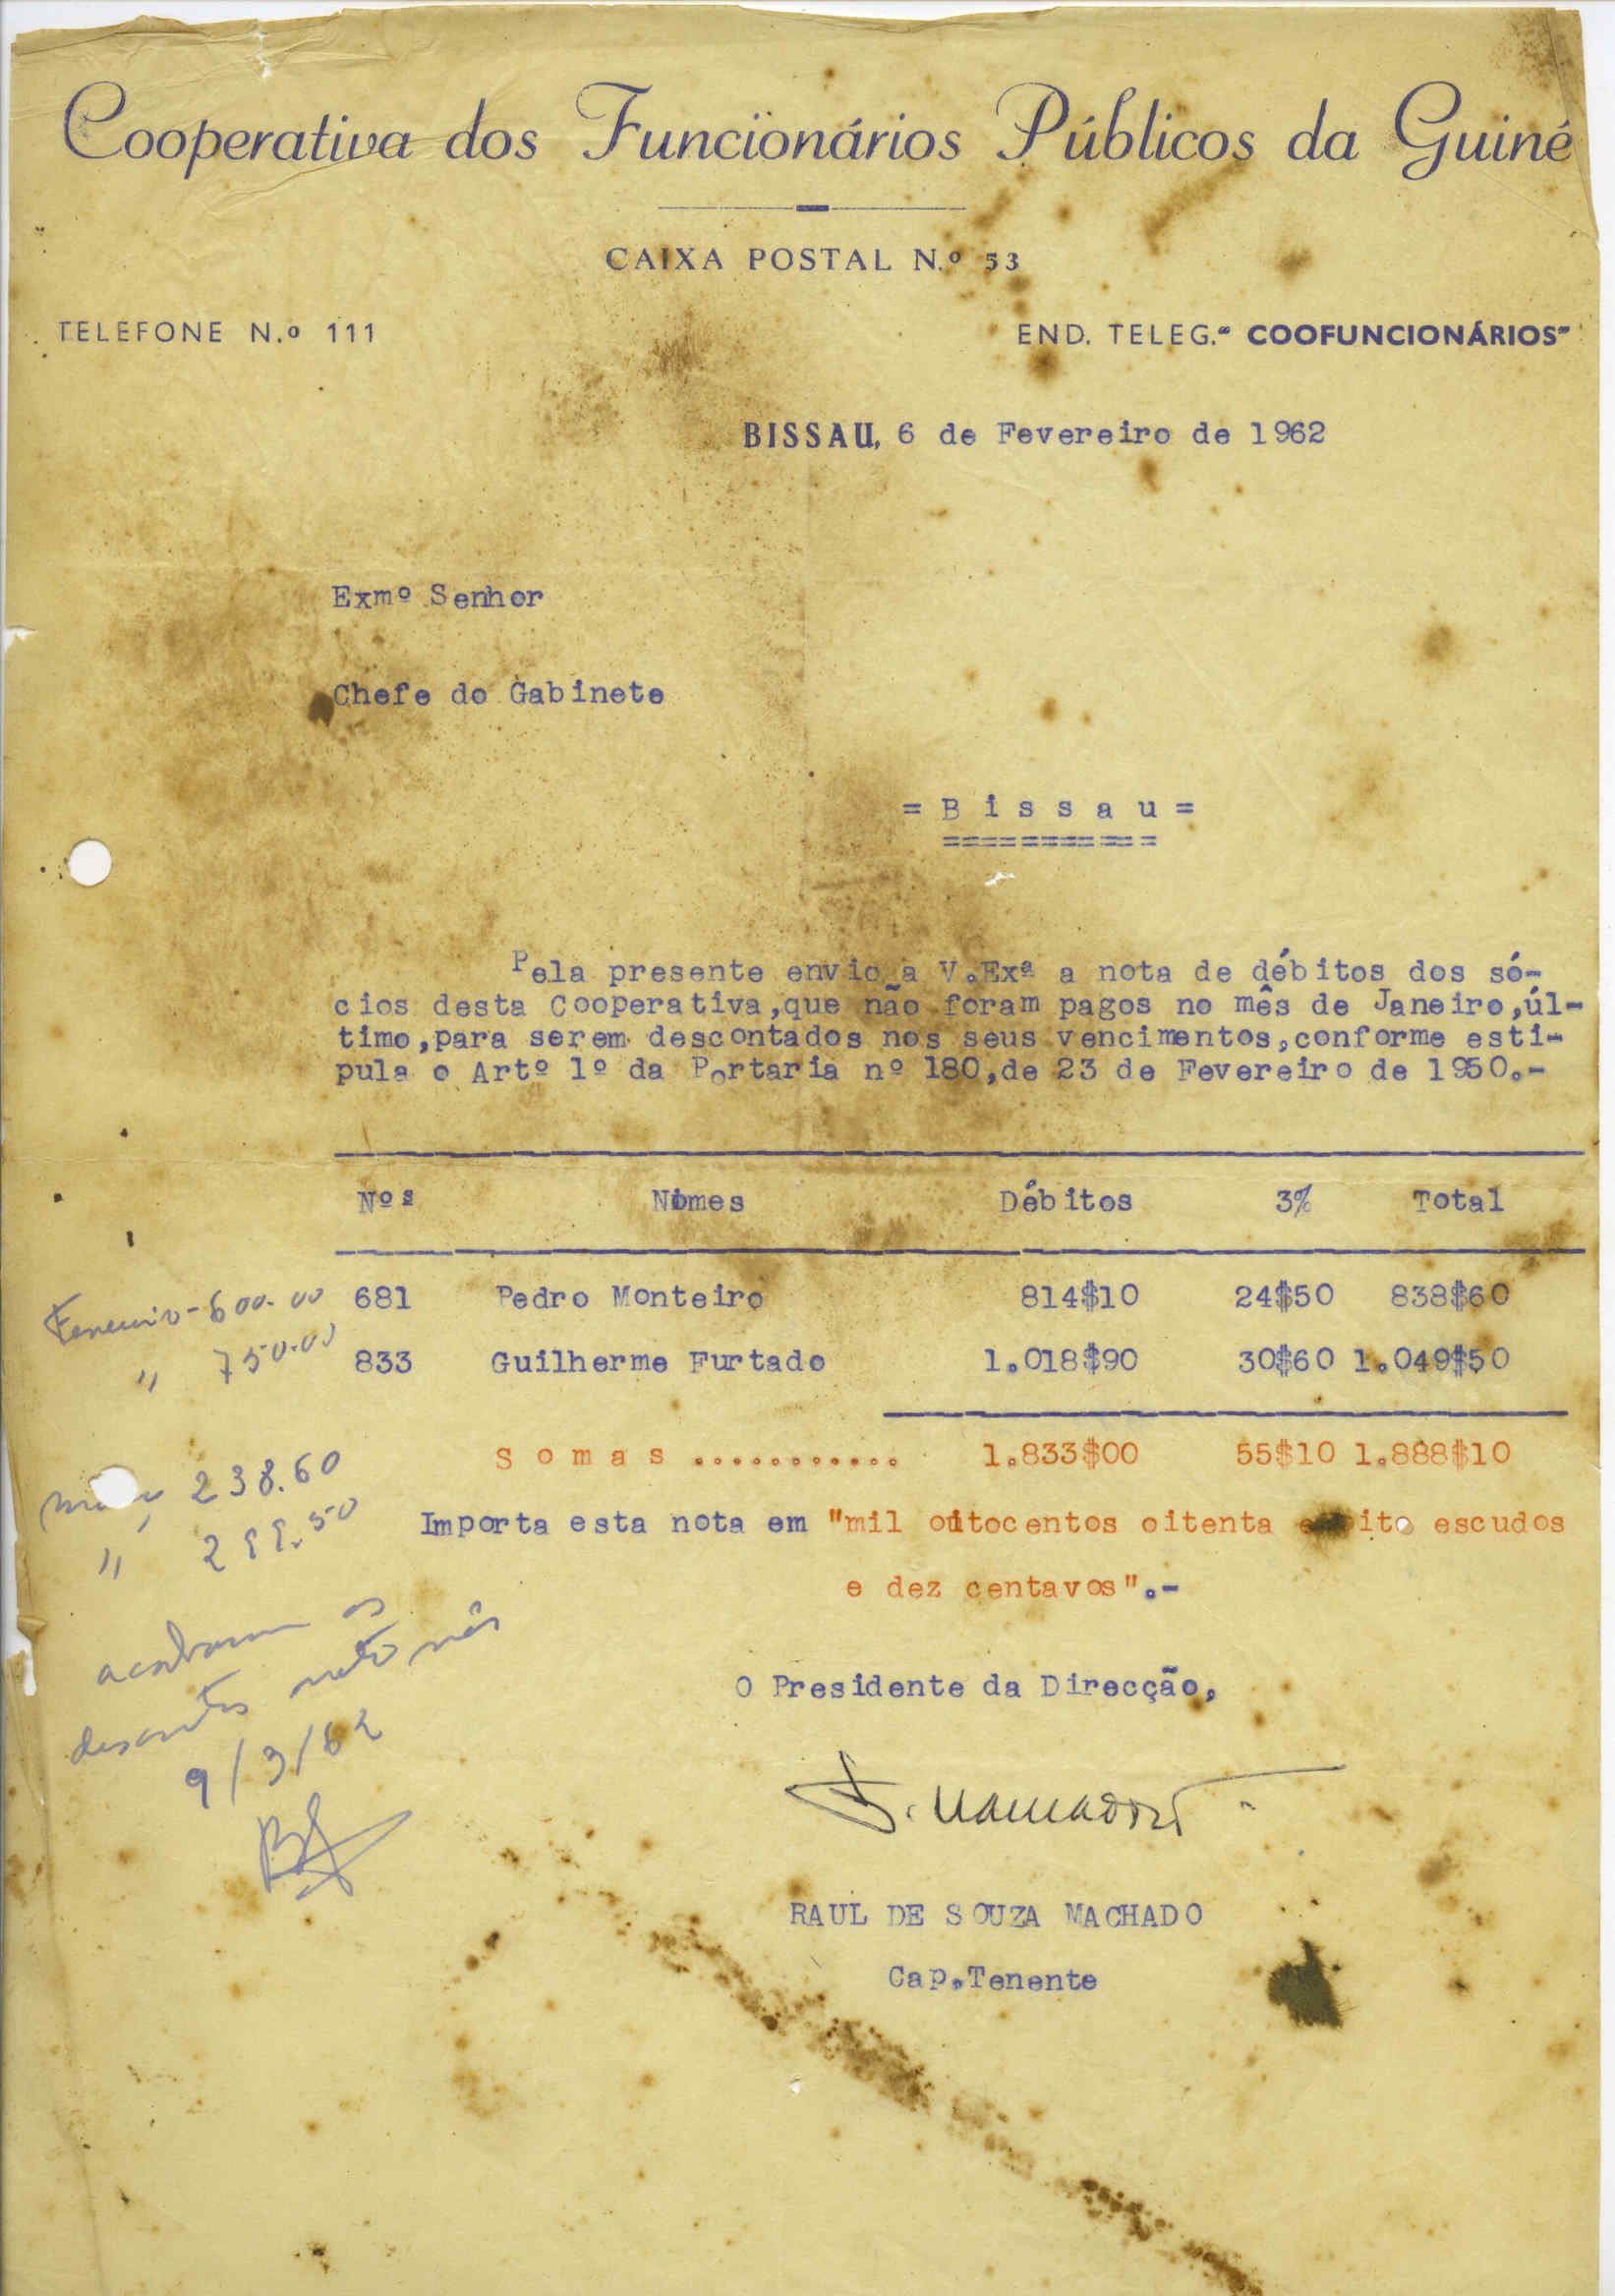 Cooperativa dos Funcionários Públicos da Guiné
CAIXA POSTAL N.º 53
TELEFONE N.º 111
END. TELEG. "COOFUNCIONÁRIOS"
BISSAU, 6 de Fevereiro de 1962
Exmº Senhor
Chefe do Gabinete
= B i s s a u =
===========
Pela presente envio a V.Exª a nota de débitos dos só-
cios desta Cooperativa,que não foram pagos no mês de Janeiro,úl-
timo,para serem descontados nos seus vencimentos,conforme esti-
pula o Artº 1º da Portaria nº 180,de 23 de Fevereiro de 1950.-
Nºs Nomes Débitos 3% Total
Fevereiro - 600.00 681 Pedro Monteiro 814$10 24$50 838$60
" 750.00 833 Guilherme Furtado 1.018$90 30$60 1.049$50
S o m a s ........... 1.833$00 55$10 1.888$10
238.60
" 299.50
Importa esta nota em "mil oitocentos oitenta e oito escudos
e dez centavos".-
acabaram os
descontos neste mês
9/3/62
O Presidente da Direcção,
RAUL DE SOUZA MACHADO
Cap.Tenente